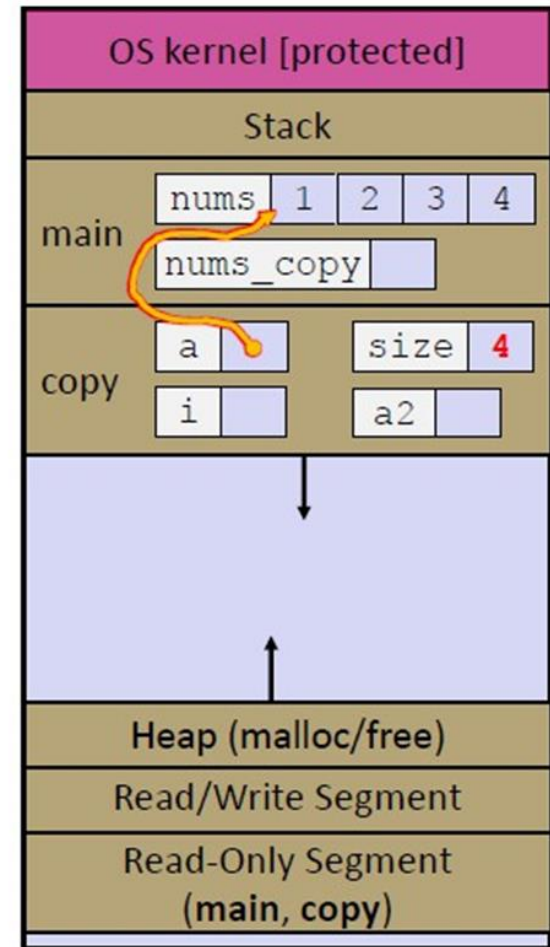 OS kernel [protected]
Stack
main
nums 1 2 3 4
nums_copy
copy
a size 4
i a2
Heap (malloc/free)
Read/Write Segment
Read-Only Segment
(main, copy)